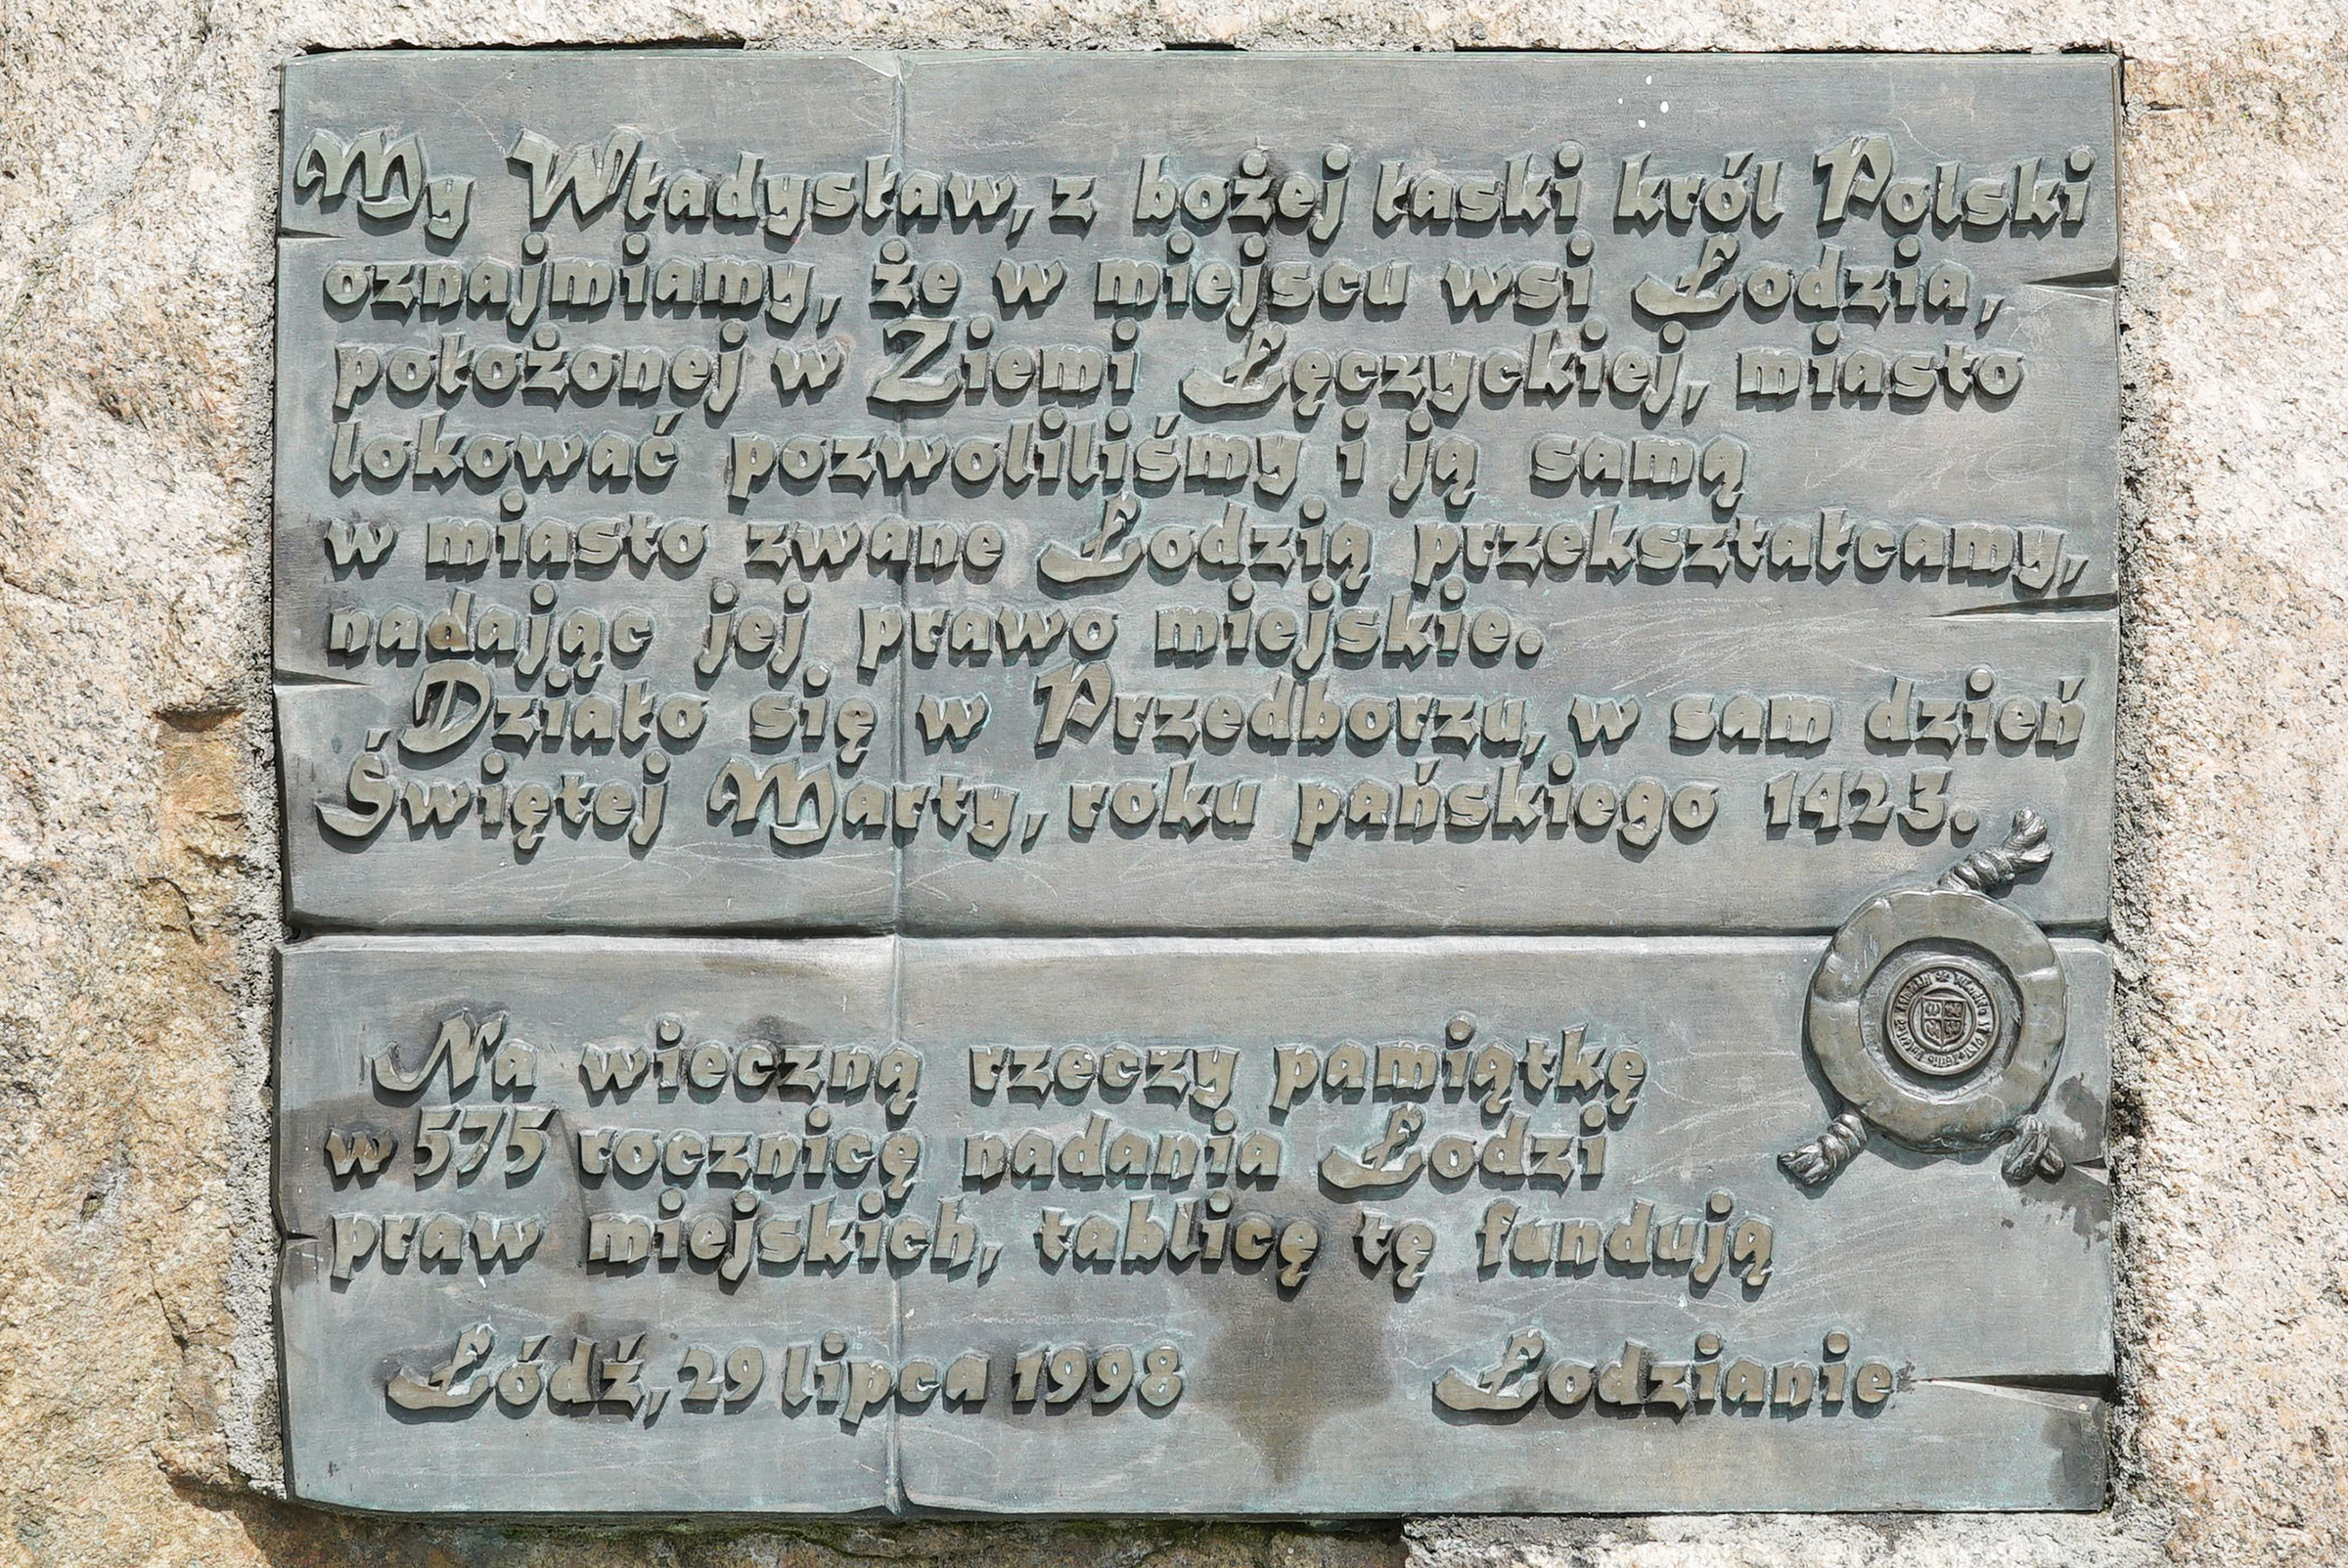 My Władysław, z bożej łaski król Polski
oznajmiamy, że w miejscu wsi Łodzia,
położonej w Ziemi Łęczyckiej, miasto
lokować pozwoliliśmy i ją samą
w miasto zwane Łodzią przekształcamy,
nadając jej prawo miejskie.
Działo się w Przedborzu, w sam dzień
Świętej Marty, roku pańskiego 1423.
Na wieczną rzeczy pamiątkę
w 575 rocznicę nadania Łodzi
praw miejskich, tablicę tę fundują
Łódź, 29 lipca 1998 Łodzianie